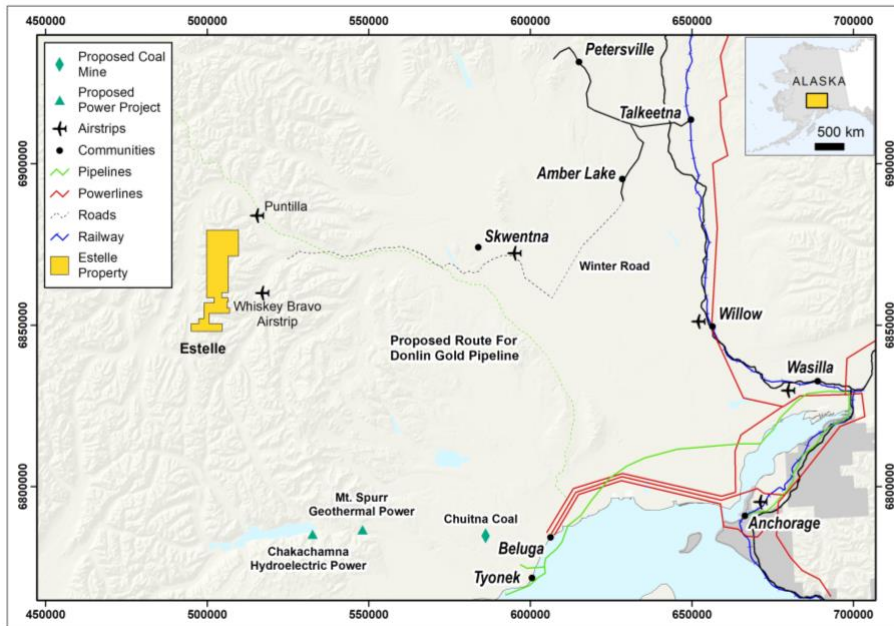 450000
500000
550000
600000
650000
700000
Proposed Coal
Mine
Proposed
Power Project
Airstrips
Communities
Pipelines
Powerlines
Roads
Railway
Estelle
Property
ALASKA
500 km
Petersville
Talkeetna
Amber Lake
Puntilla
Skwentna
Winter Road
Whiskey Bravo
Airstrip
Estelle
Proposed Route For
Donlin Gold Pipeline
Willow
Wasilla
Mt. Spurr
Geothermal Power
Chuitna Coal
Chakachamna
Hydroelectric Power
Beluga
Anchorage
Tyonek
6900000
6850000
6800000
6900000
6850000
6800000
450000
500000
550000
600000
650000
700000